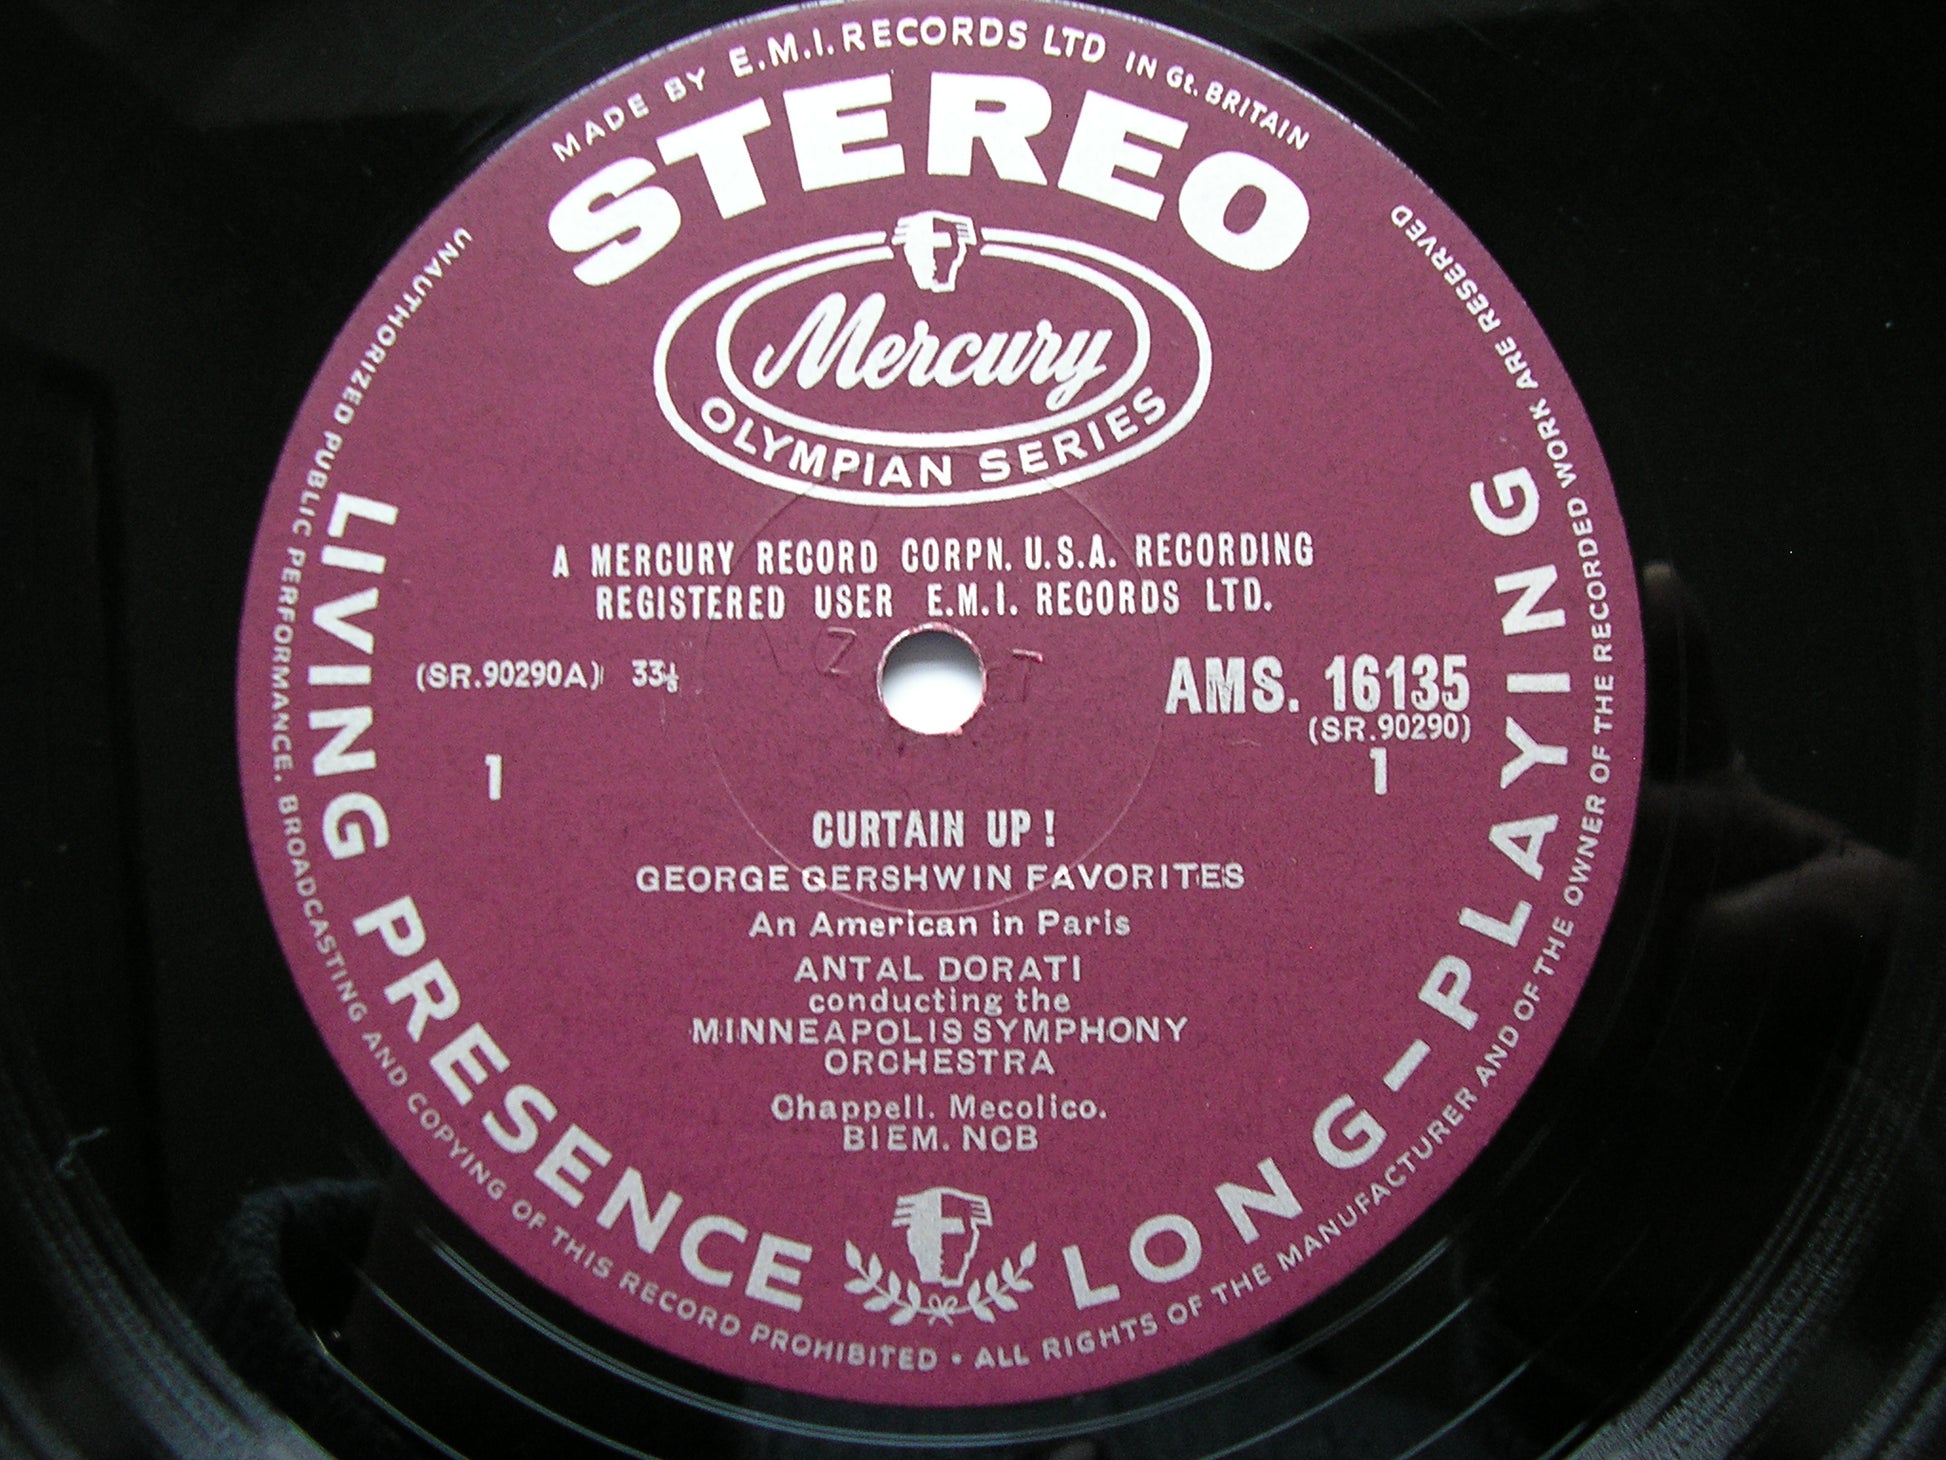 MADE BY E.M.I. RECORDS LTD IN Gt. BRITAIN
STEREO
Mercury
OLYMPIAN SERIES
A MERCURY RECORD CORPN. U.S.A. RECORDING
REGISTERED USER E.M.I. RECORDS LTD.
Z T
(SR.90290A) 33⅓
AMS. 16135
(SR.90290)
1 1
CURTAIN UP!
GEORGE GERSHWIN FAVORITES
An American in Paris
ANTAL DORATI
conducting the
MINNEAPOLIS SYMPHONY
ORCHESTRA
Chappell. Mecolico.
BIEM. NCB
LIVING PRESENCE
LONG-PLAYING
UNAUTHORIZED PUBLIC PERFORMANCE. BROADCASTING AND COPYING OF THIS RECORD PROHIBITED • ALL RIGHTS OF THE MANUFACTURER AND OF THE OWNER OF THE RECORDED WORK ARE RESERVED